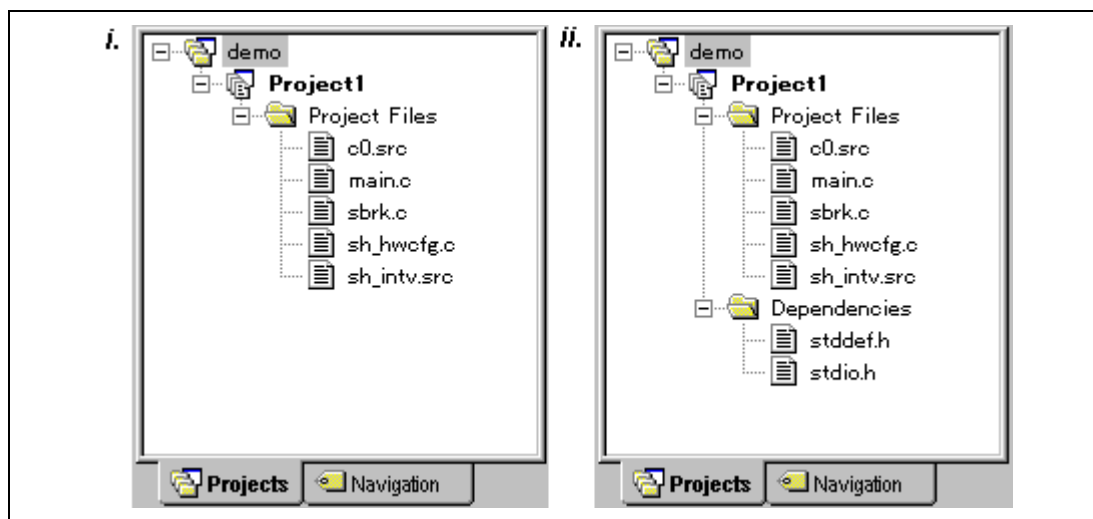 i.
demo
Project1
Project Files
c0.src
main.c
sbrk.c
sh_hwcfg.c
sh_intv.src
Projects Navigation
ii.
demo
Project1
Project Files
c0.src
main.c
sbrk.c
sh_hwcfg.c
sh_intv.src
Dependencies
stddef.h
stdio.h
Projects Navigation